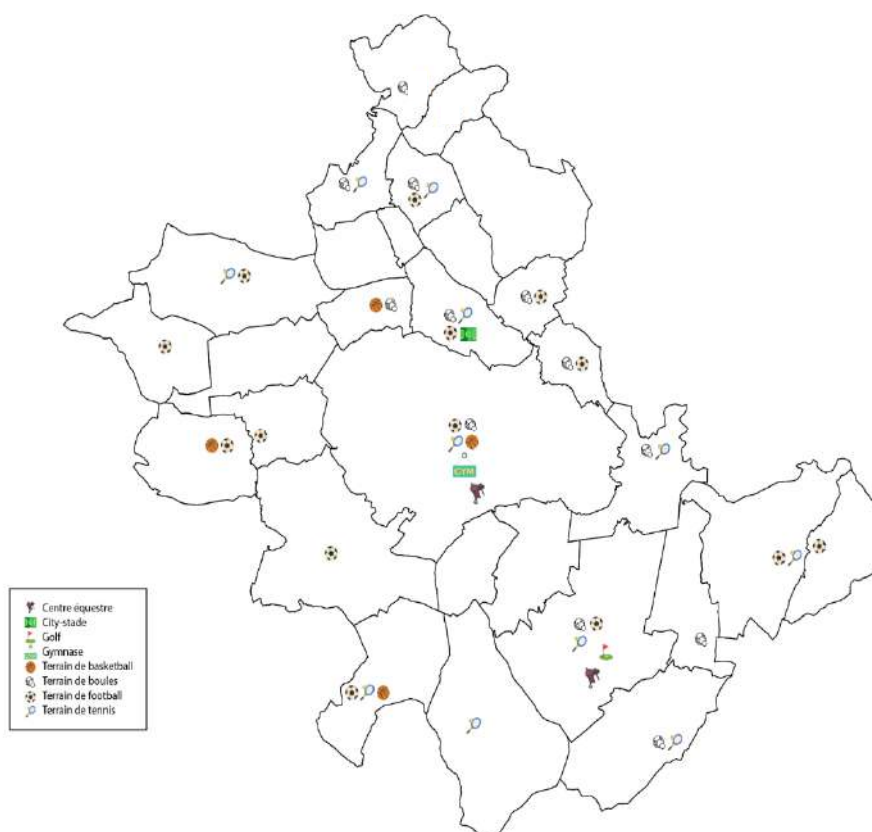 GYM
Centre équestre
City-stade
Golf
Gymnase
Terrain de basketball
Terrain de boules
Terrain de football
Terrain de tennis